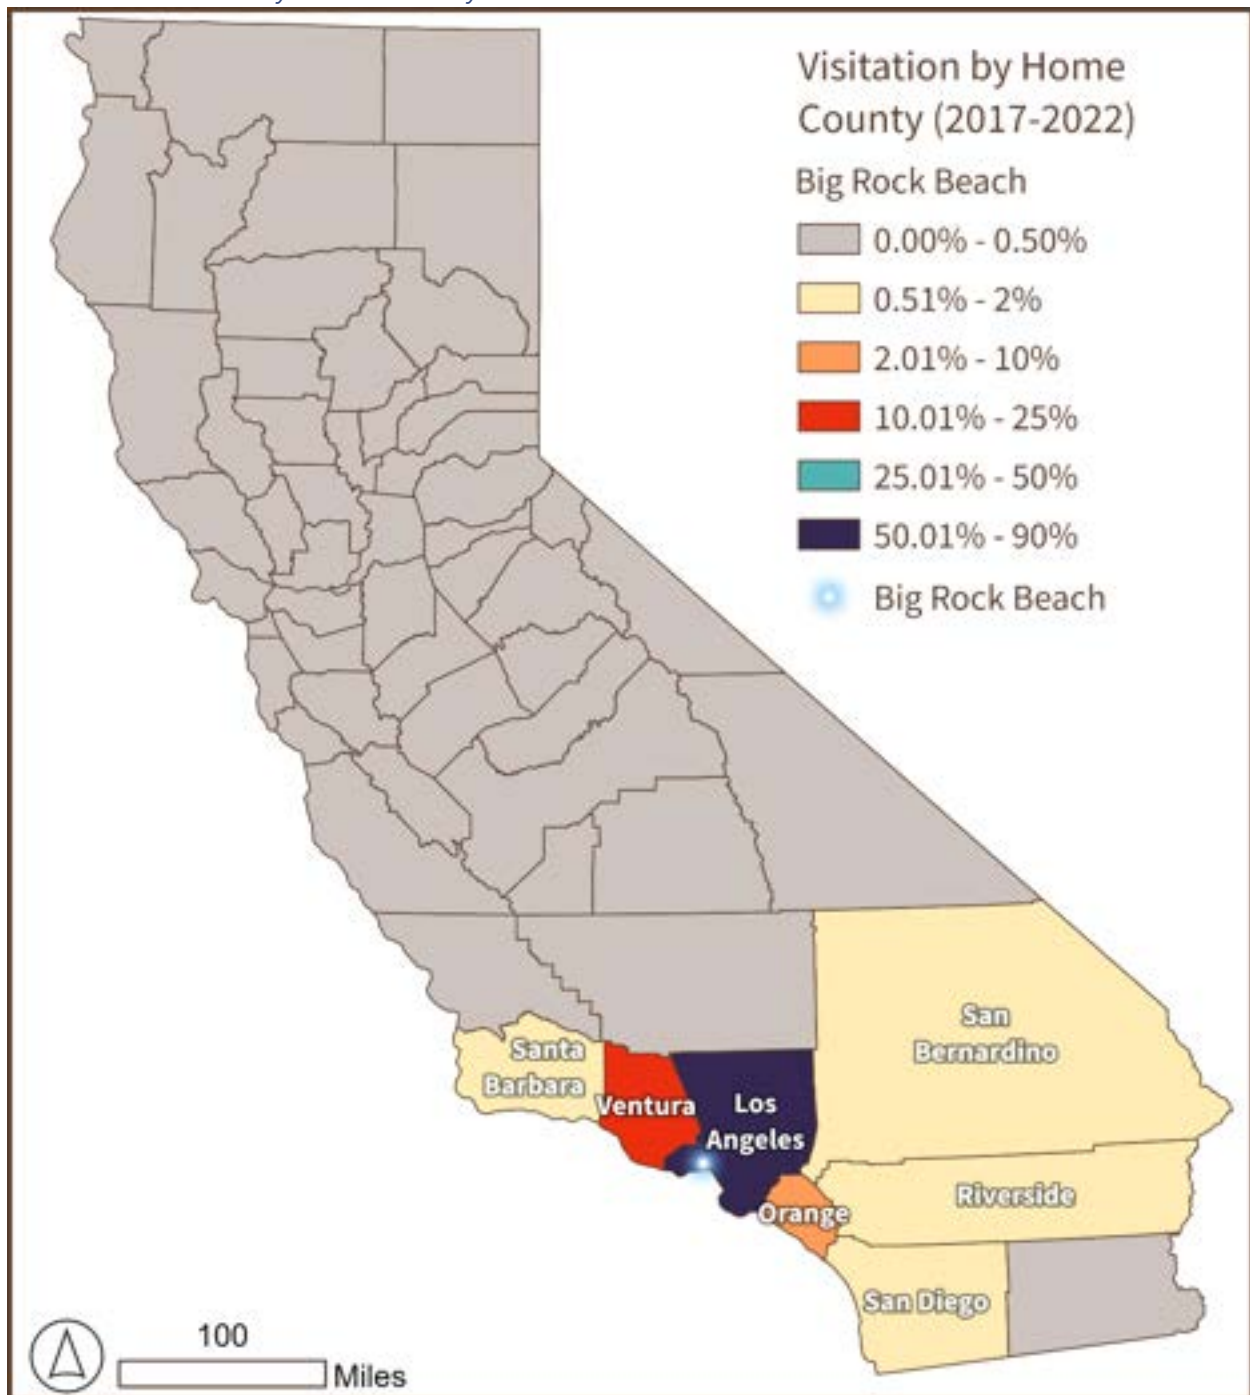 Visitation by Home
County (2017-2022)
Big Rock Beach
0.00% - 0.50%
0.51% - 2%
2.01% - 10%
10.01% - 25%
25.01% - 50%
50.01% - 90%
Big Rock Beach
San
Bernardino
Santa
Barbara
Ventura
Los
Angeles
Riverside
Orange
San Diego
100
Miles